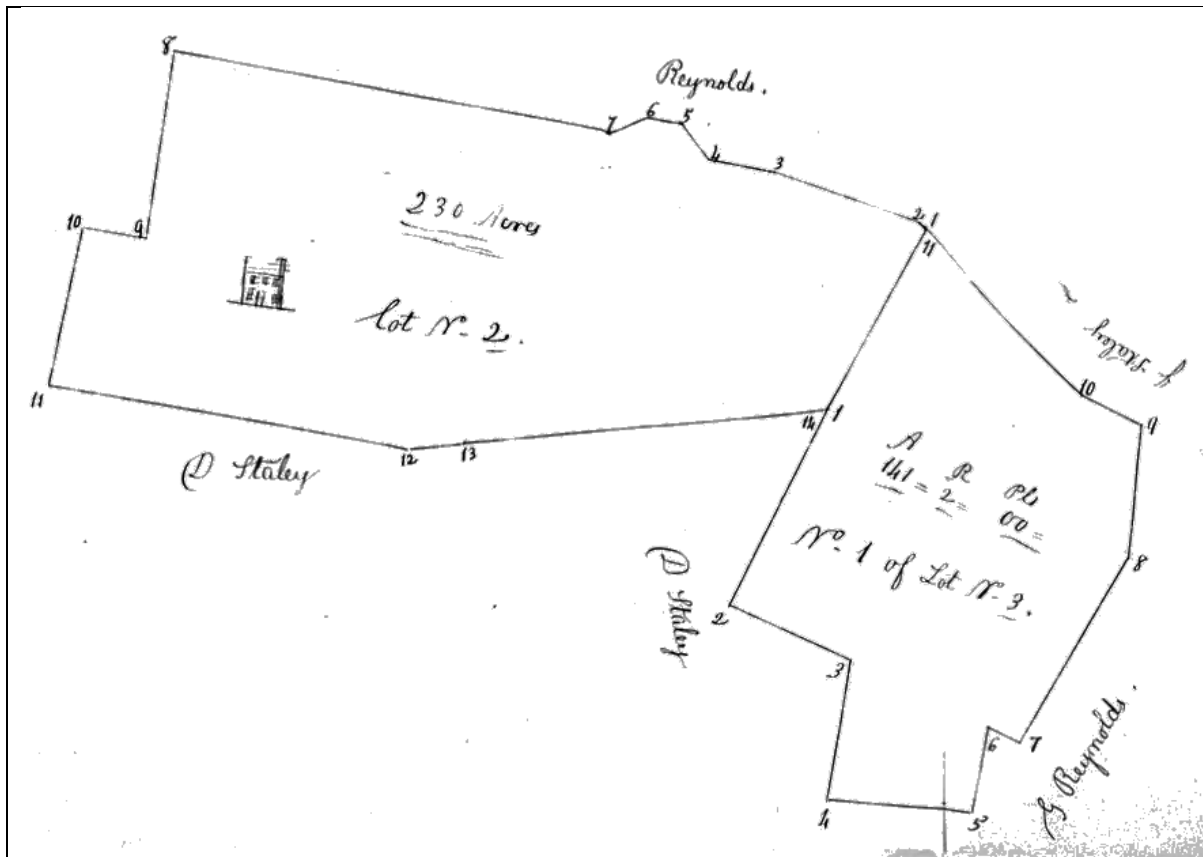 8
Reynolds.
7
6
5
4
3
2 1
11
230 Acres
10
9
Lot N- 2.
11
12
13
14
1
D Staley
J Staley
10
9
A R Pls
141 = 2 = 00 =
No. 1 of Lot N- 3.
8
D Staley
2
3
6
7
G Reynolds.
4
5